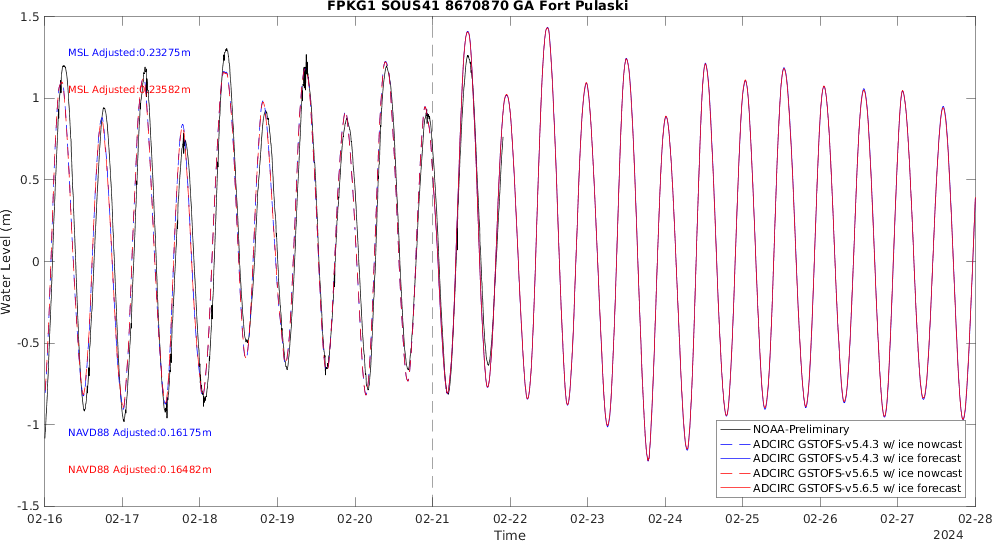 FPKG1 SOUS41 8670870 GA Fort Pulaski
1.5
1
0.5
0
-0.5
-1
-1.5
Water Level (m)
MSL Adjusted:0.23275m
MSL Adjusted:0.23582m
NAVD88 Adjusted:0.16175m
NAVD88 Adjusted:0.16482m
NOAA-Preliminary
ADCIRC GSTOFS-v5.4.3 w/ ice nowcast
ADCIRC GSTOFS-v5.4.3 w/ ice forecast
ADCIRC GSTOFS-v5.6.5 w/ ice nowcast
ADCIRC GSTOFS-v5.6.5 w/ ice forecast
02-16 02-17 02-18 02-19 02-20 02-21 02-22 02-23 02-24 02-25 02-26 02-27 02-28
Time
2024